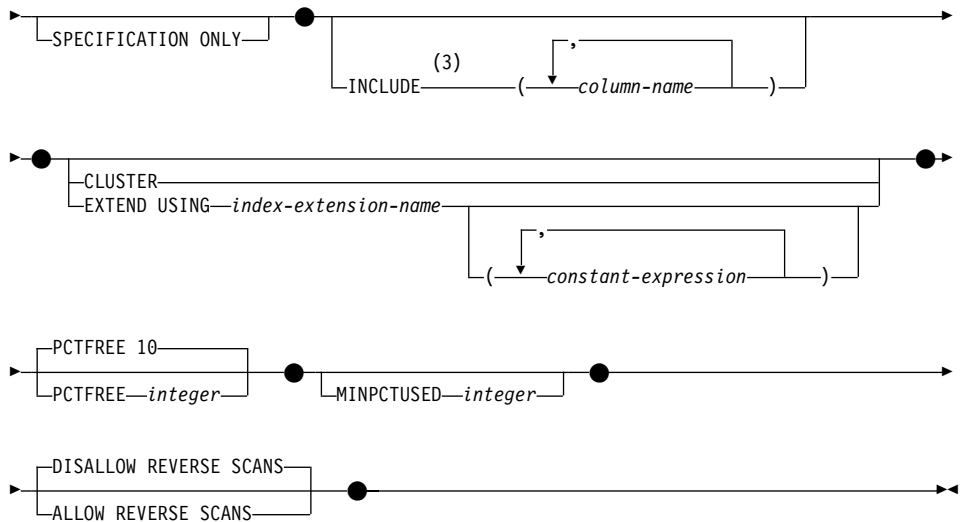 SPECIFICATION ONLY
(3)
,
INCLUDE ( column-name )
CLUSTER
EXTEND USING index-extension-name
,
( constant-expression )
PCTFREE 10
PCTFREE integer MINPCTUSED integer
DISALLOW REVERSE SCANS
ALLOW REVERSE SCANS